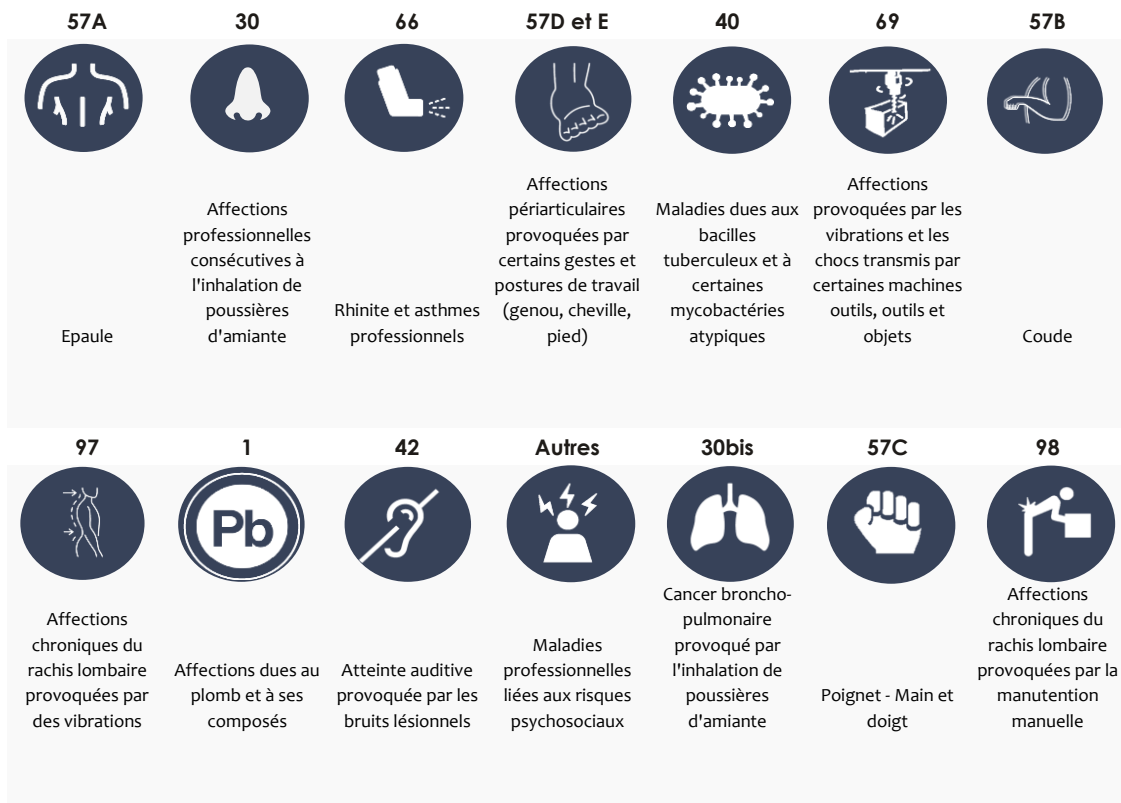 57A
30
66
57D et E
40
69
57B
Epaule
Affections
professionnelles
consécutives à
l'inhalation de
poussières
d'amiante
Rhinite et asthmes
professionnels
Affections
périarticulaires
provoquées par
certains gestes et
postures de travail
(genou, cheville,
pied)
Maladies dues aux
bacilles
tuberculeux et à
certaines
mycobactéries
atypiques
Affections
provoquées par les
vibrations et les
chocs transmis par
certaines machines
outils, outils et
objets
Coude
97
1
42
Autres
30bis
57C
98
Pb
Affections
chroniques du
rachis lombaire
provoquées par
des vibrations
Affections dues au
plomb et à ses
composés
Atteinte auditive
provoquée par les
bruits lésionnels
Maladies
professionnelles
liées aux risques
psychosociaux
Cancer broncho-
pulmonaire
provoqué par
l'inhalation de
poussières
d'amiante
Poignet - Main et
doigt
Affections
chroniques du
rachis lombaire
provoquées par la
manutention
manuelle